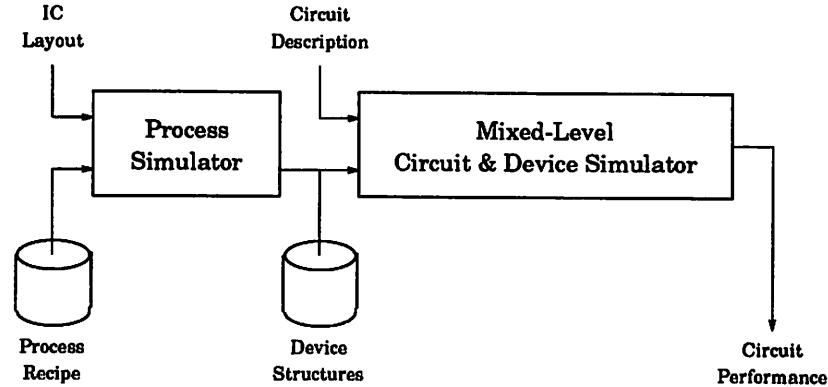 IC
Layout
Circuit
Description
Process
Simulator
Mixed-Level
Circuit & Device Simulator
Process
Recipe
Device
Structures
Circuit
Performance